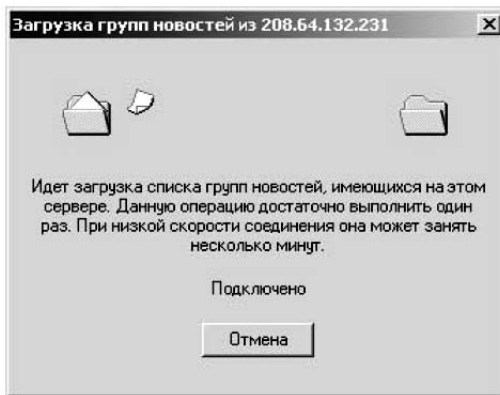 Загрузка групп новостей из 208.64.132.231
Идет загрузка списка групп новостей, имеющихся на этом
сервере. Данную операцию достаточно выполнить один
раз. При низкой скорости соединения она может занять
несколько минут.
Подключено
Отмена